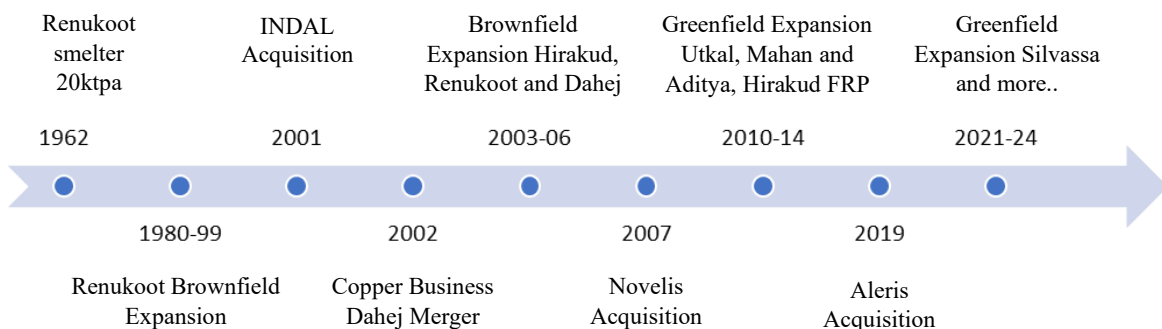 Renukoot
smelter
20ktpa
INDAL
Acquisition
Brownfield
Expansion Hirakud,
Renukoot and Dahej
Greenfield Expansion
Utkal, Mahan and
Aditya, Hirakud FRP
Greenfield
Expansion Silvassa
and more..
1962
2001
2003-06
2010-14
2021-24
1980-99
2002
2007
2019
Renukoot Brownfield
Expansion
Copper Business
Dahej Merger
Novelis
Acquisition
Aleris
Acquisition